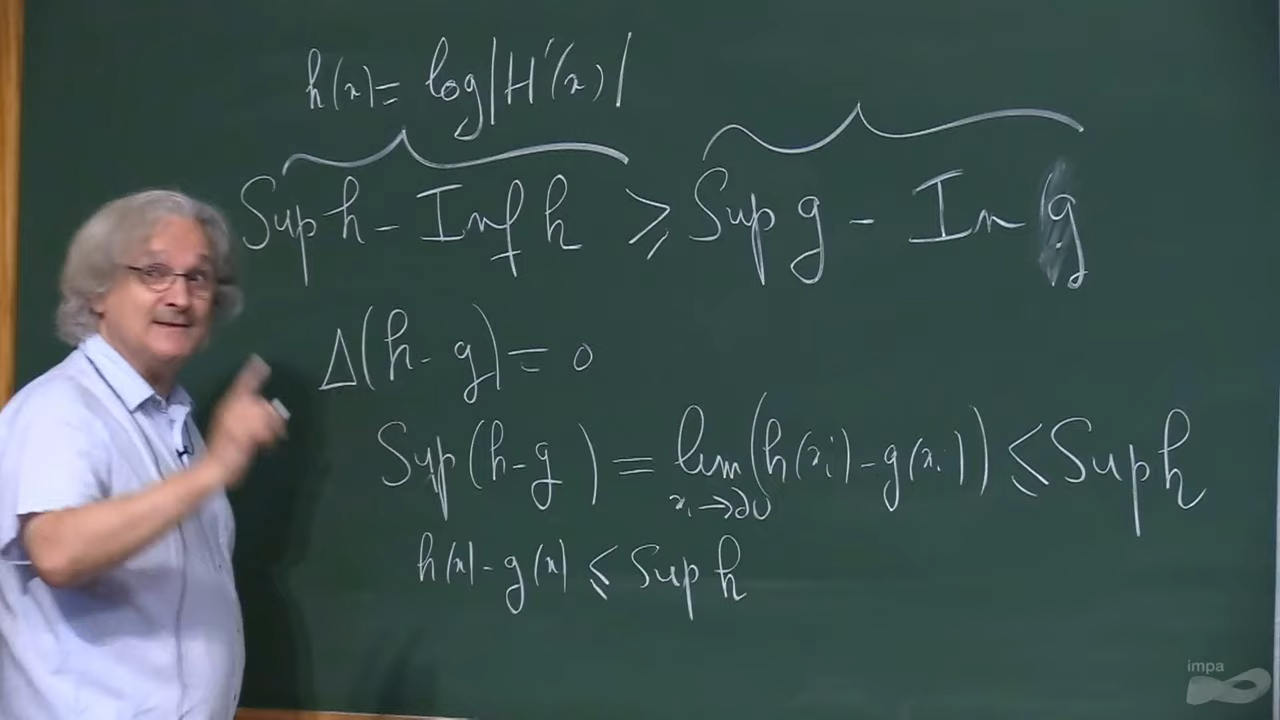 h(x) = log|H'(x)|
Sup h - Inf h ⩾ Sup g - In g
Δ(h - g) = 0
Sup(h - g) = lim (h(xᵢ) - g(xᵢ)) ⩽ Sup h
xᵢ → ∂U
h(x) - g(x) ⩽ Sup h
impa